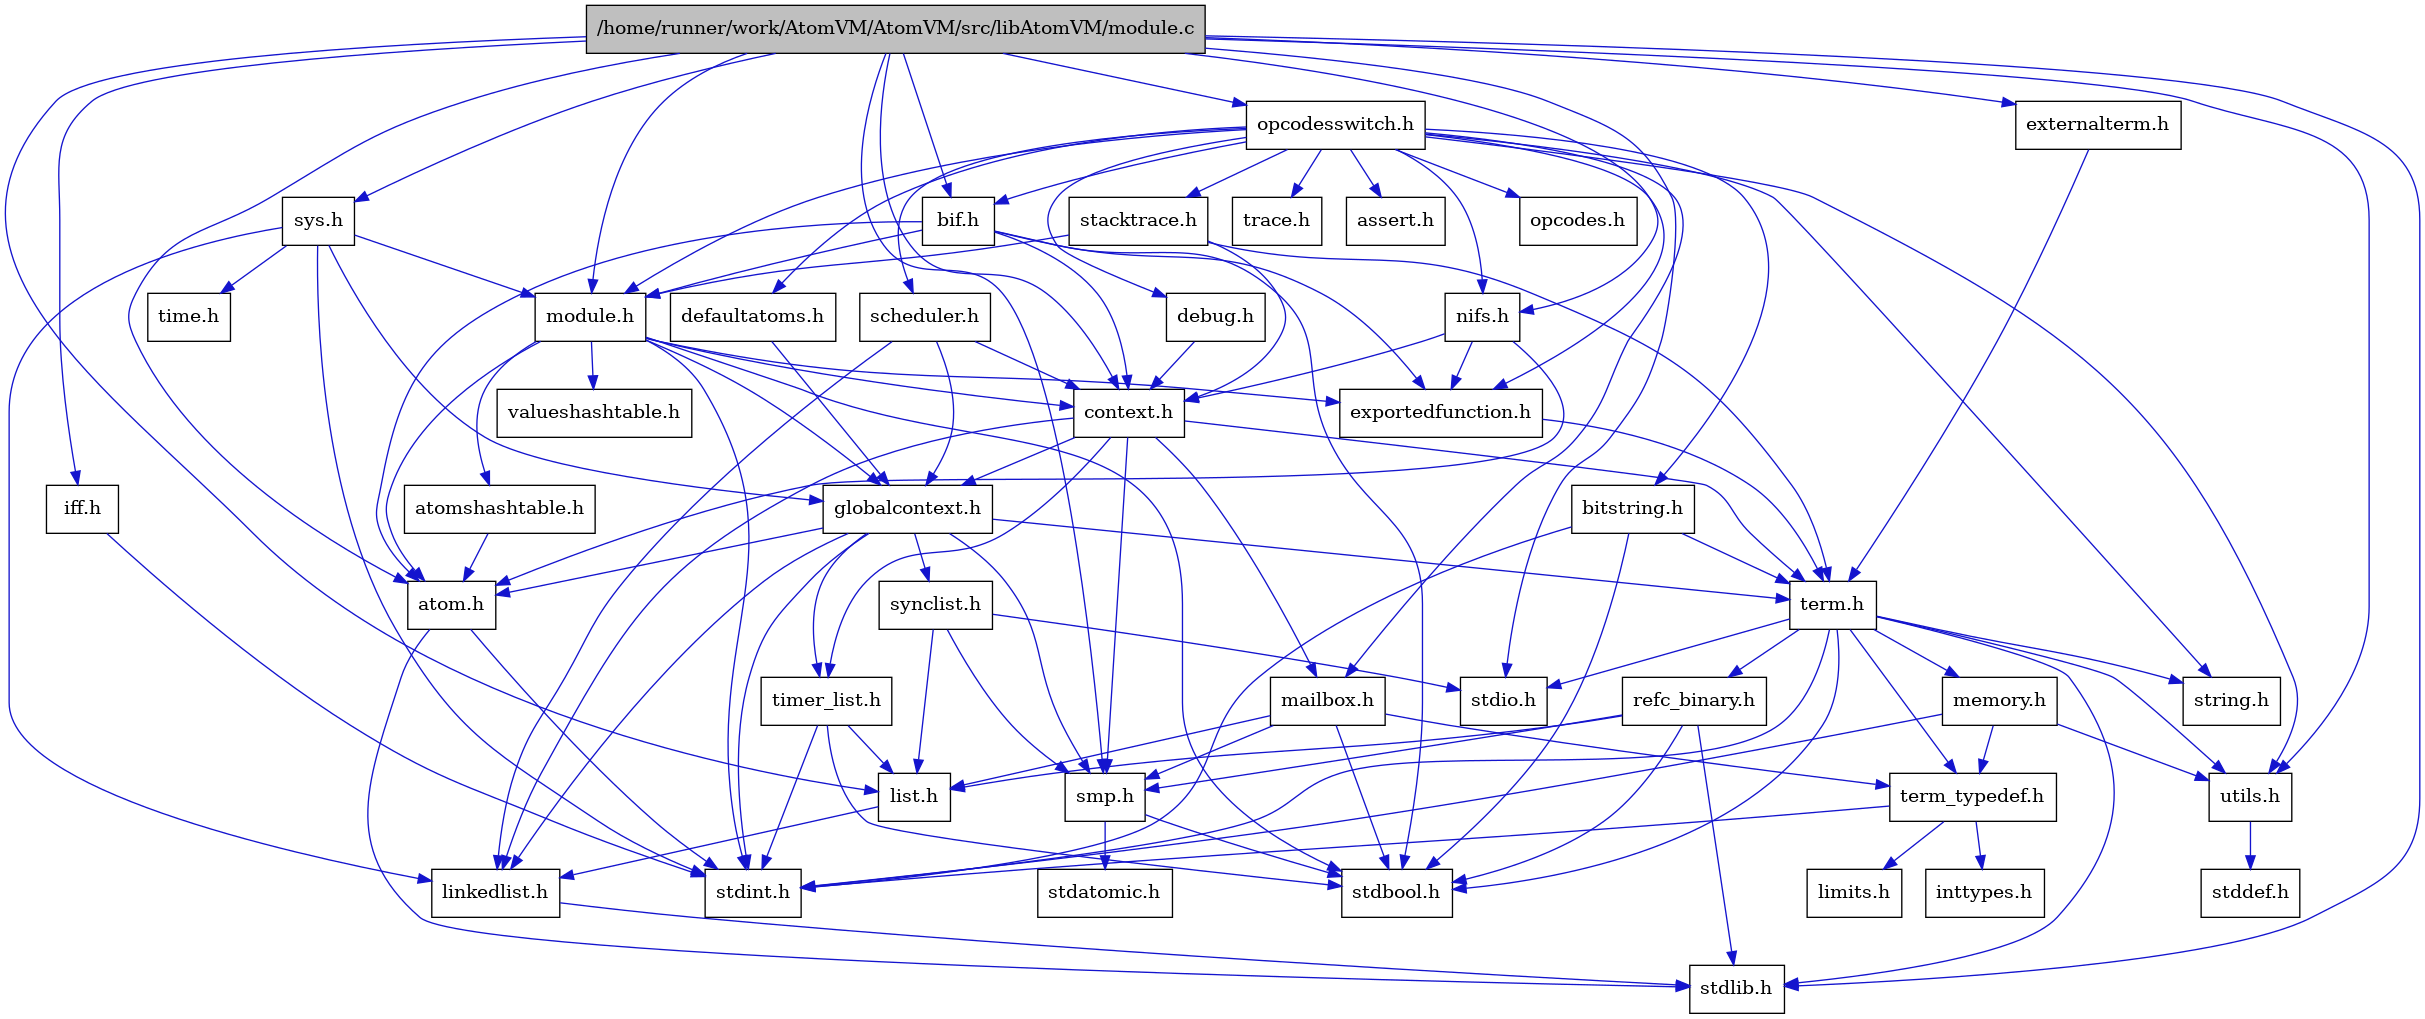 /home/runner/work/AtomVM/AtomVM/src/libAtomVM/module.c
opcodesswitch.h
externalterm.h
sys.h
bif.h
stacktrace.h
trace.h
assert.h
opcodes.h
time.h
module.h
defaultatoms.h
scheduler.h
debug.h
nifs.h
valueshashtable.h
context.h
exportedfunction.h
iff.h
atomshashtable.h
globalcontext.h
bitstring.h
atom.h
synclist.h
term.h
timer_list.h
mailbox.h
stdio.h
refc_binary.h
memory.h
string.h
list.h
smp.h
term_typedef.h
utils.h
linkedlist.h
stdint.h
stdatomic.h
stdbool.h
limits.h
inttypes.h
stddef.h
stdlib.h